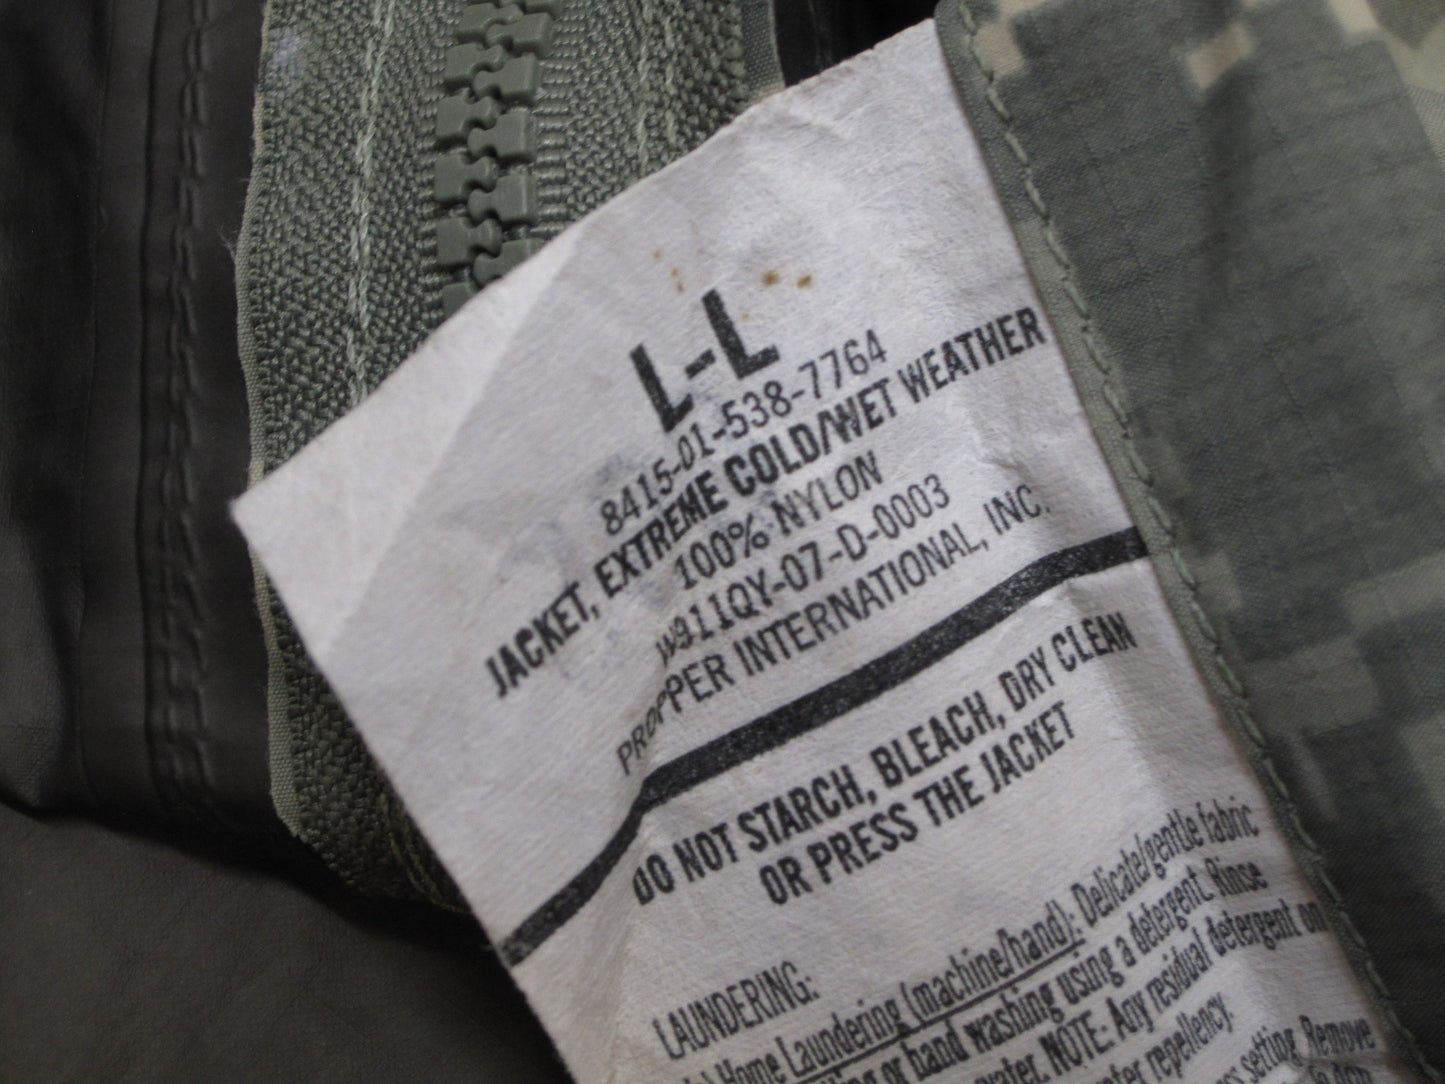 L-L
8415-01-538-7764
JACKET, EXTREME COLD/WET WEATHER
100% NYLON
W911QY-07-D-0003
PROPPER INTERNATIONAL, INC.
DO NOT STARCH, BLEACH, DRY CLEAN
OR PRESS THE JACKET
LAUNDERING:
Home Laundering (machine/hand): Delicate/gentle fabric
or hand washing using a detergent. Rinse
water. NOTE: Any residual detergent on
repellency.
setting. Remove